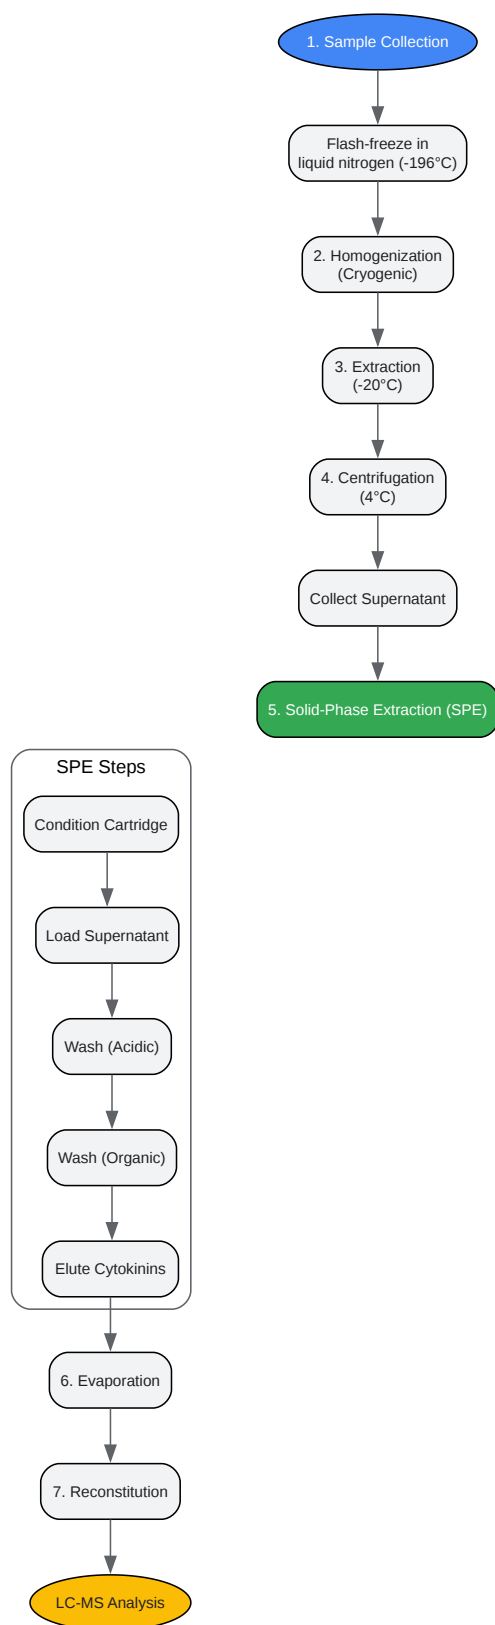 1. Sample Collection
Flash-freeze in
liquid nitrogen (-196°C)
2. Homogenization
(Cryogenic)
3. Extraction
(-20°C)
4. Centrifugation
(4°C)
Collect Supernatant
5. Solid-Phase Extraction (SPE)
SPE Steps
Condition Cartridge
Load Supernatant
Wash (Acidic)
Wash (Organic)
Elute Cytokinins
6. Evaporation
7. Reconstitution
LC-MS Analysis